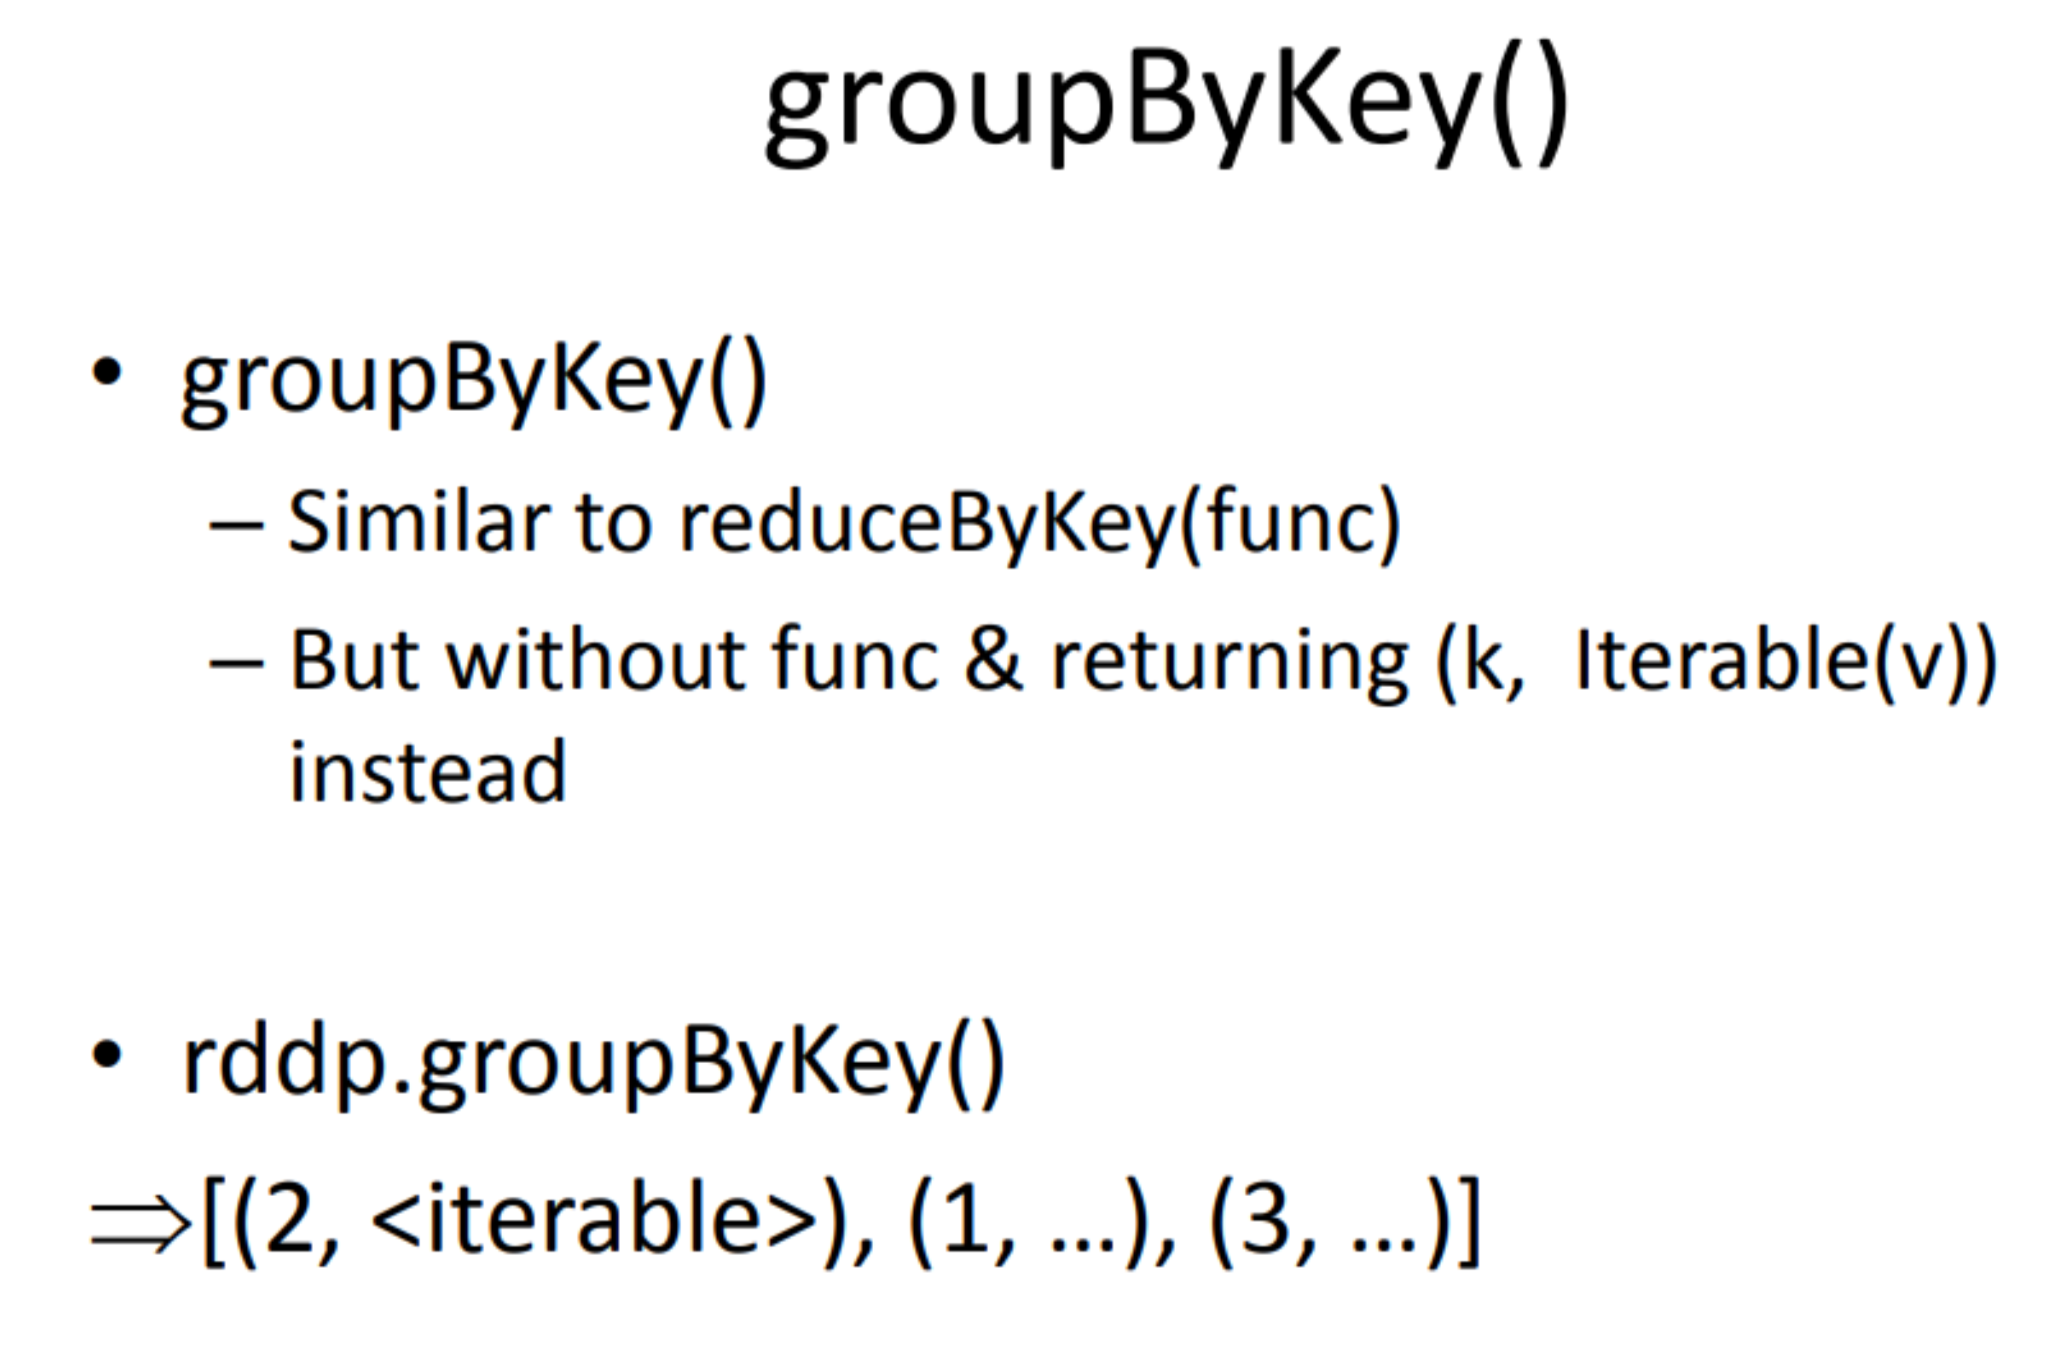 groupByKey()
• groupByKey()
– Similar to reduceByKey(func)
– But without func & returning (k,  Iterable(v))
instead
• rddp.groupByKey()
⇒[(2, <iterable>), (1, …), (3, …)]